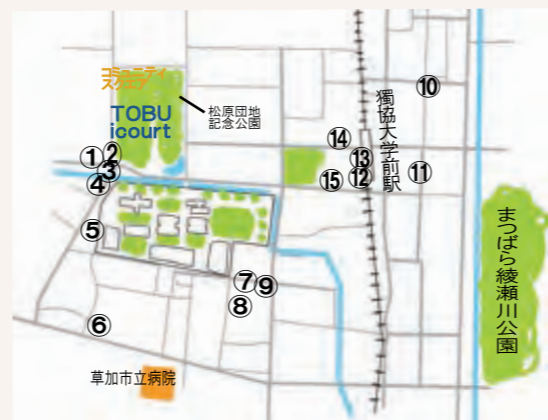 コミュニティ
スクエア
TOBU
icourt
松原団地
記念公園
獨協大学前駅
まつばら綾瀬川公園
草加市立病院
①
②
③
④
⑤
⑥
⑦
⑧
⑨
⑩
⑪
⑫
⑬
⑭
⑮